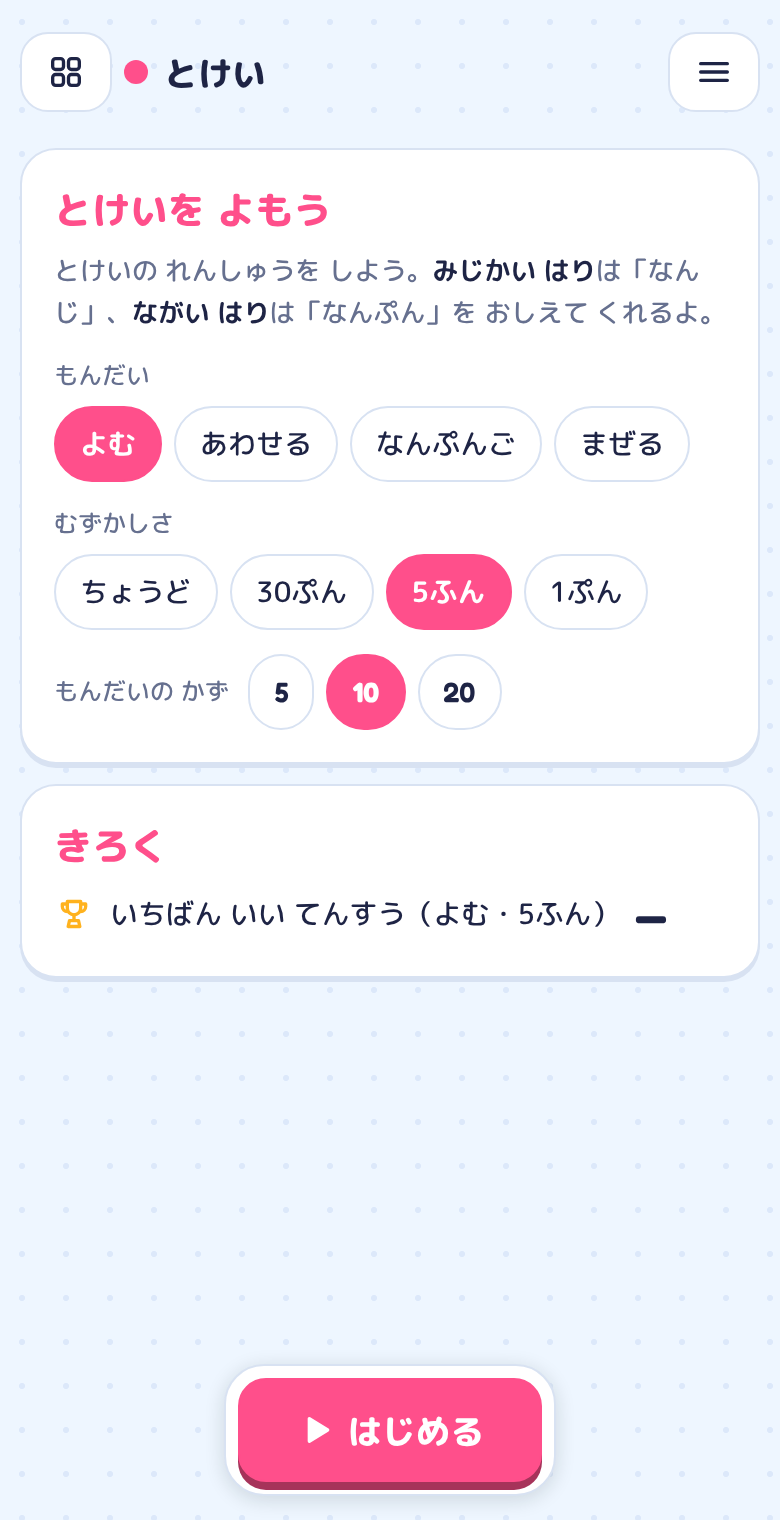 とけい
とけいを よもう
とけいの れんしゅうを しよう。みじかい はりは「なん
じ」、ながい はりは「なんぷん」を おしえて くれるよ。
もんだい
よむ あわせる なんぷんご まぜる
むずかしさ
ちょうど 30ぷん 5ふん 1ぷん
もんだいの かず 5 10 20
きろく
いちばん いい てんすう（よむ・5ふん） –
はじめる